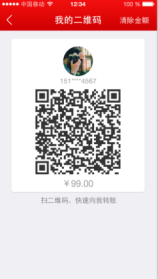 中国移动 12:34 100 %
我的二维码 清除金额
151****4567
¥99.00
扫二维码，快速向我转账